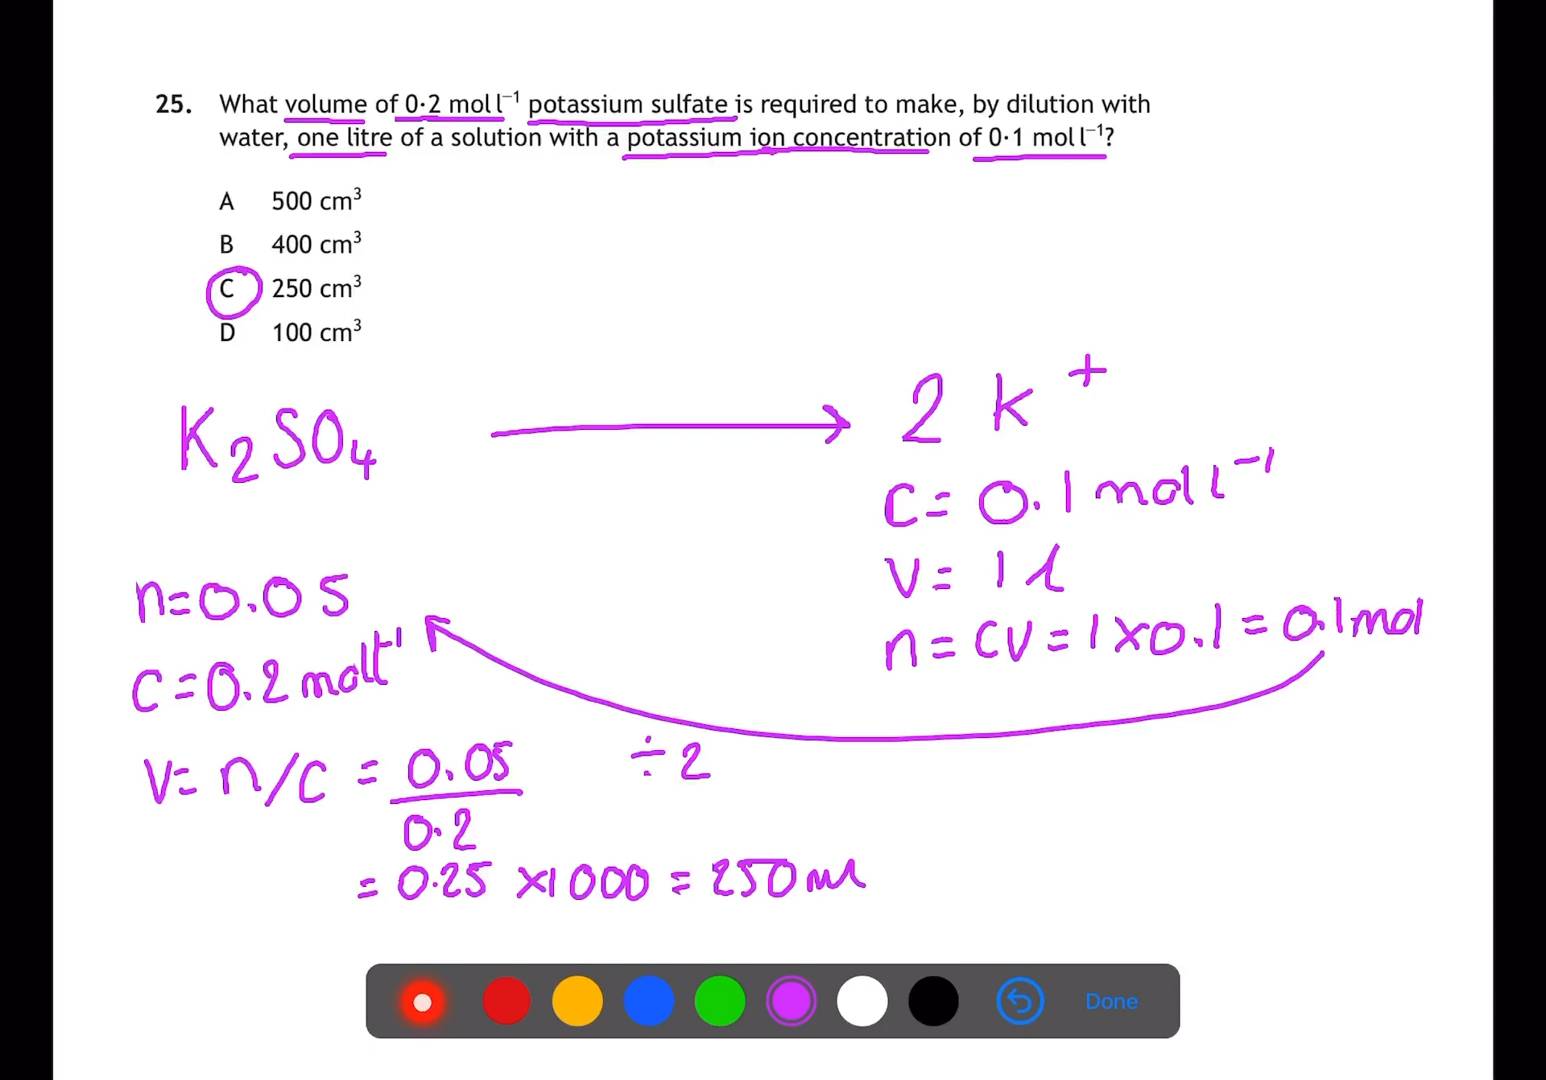 25. What volume of 0·2 mol l⁻¹ potassium sulfate is required to make, by dilution with
water, one litre of a solution with a potassium ion concentration of 0·1 mol l⁻¹?
A 500 cm³
B 400 cm³
C 250 cm³
D 100 cm³
K₂SO₄ → 2 K⁺
C = 0.1 mol l⁻¹
V = 1 l
n = CV = 1 × 0.1 = 0.1 mol
n = 0.05
C = 0.2 mol l⁻¹
÷ 2
V = n/C = 0.05
0.2
= 0.25 × 1000 = 250 ml
Done